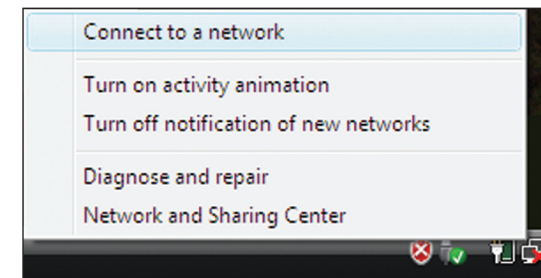 Connect to a network
Turn on activity animation
Turn off notification of new networks
Diagnose and repair
Network and Sharing Center